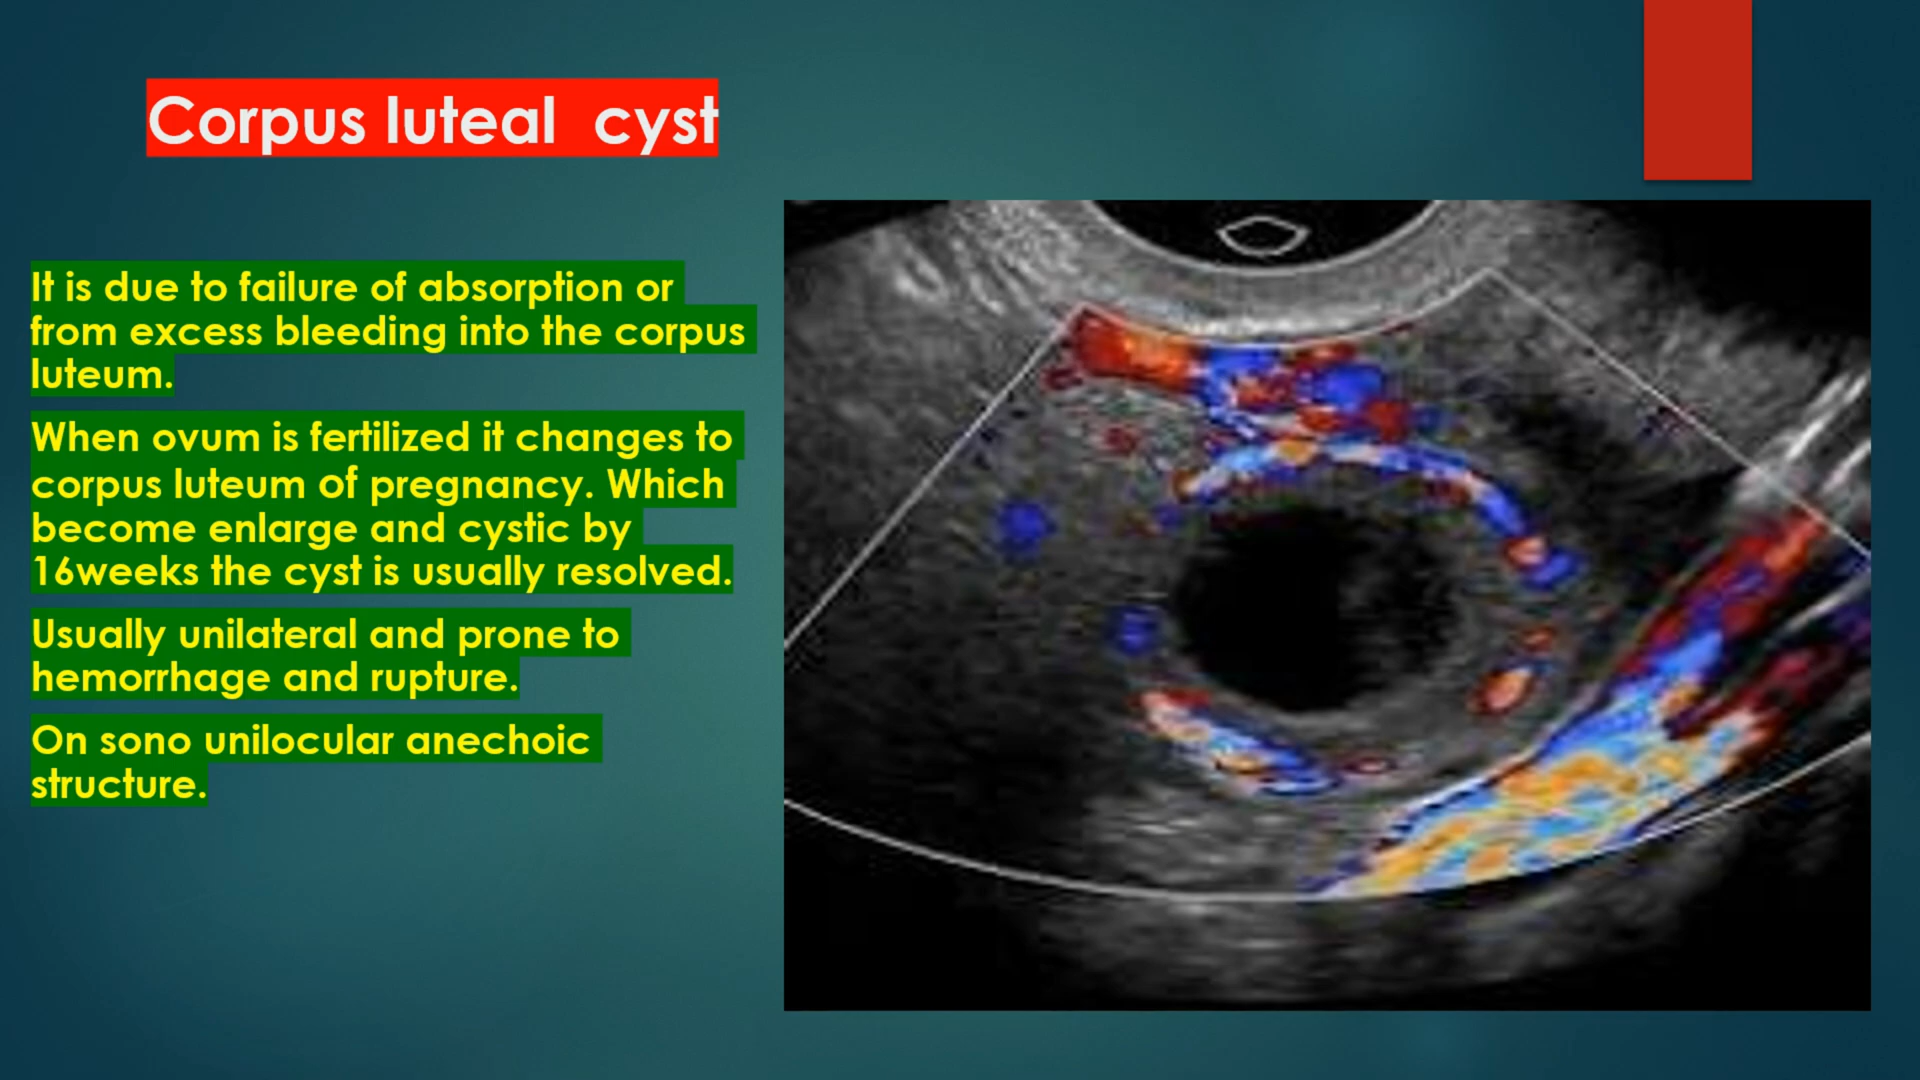 Corpus luteal cyst
It is due to failure of absorption or
from excess bleeding into the corpus
luteum.
When ovum is fertilized it changes to
corpus luteum of pregnancy. Which
become enlarge and cystic by
16weeks the cyst is usually resolved.
Usually unilateral and prone to
hemorrhage and rupture.
On sono unilocular anechoic
structure.